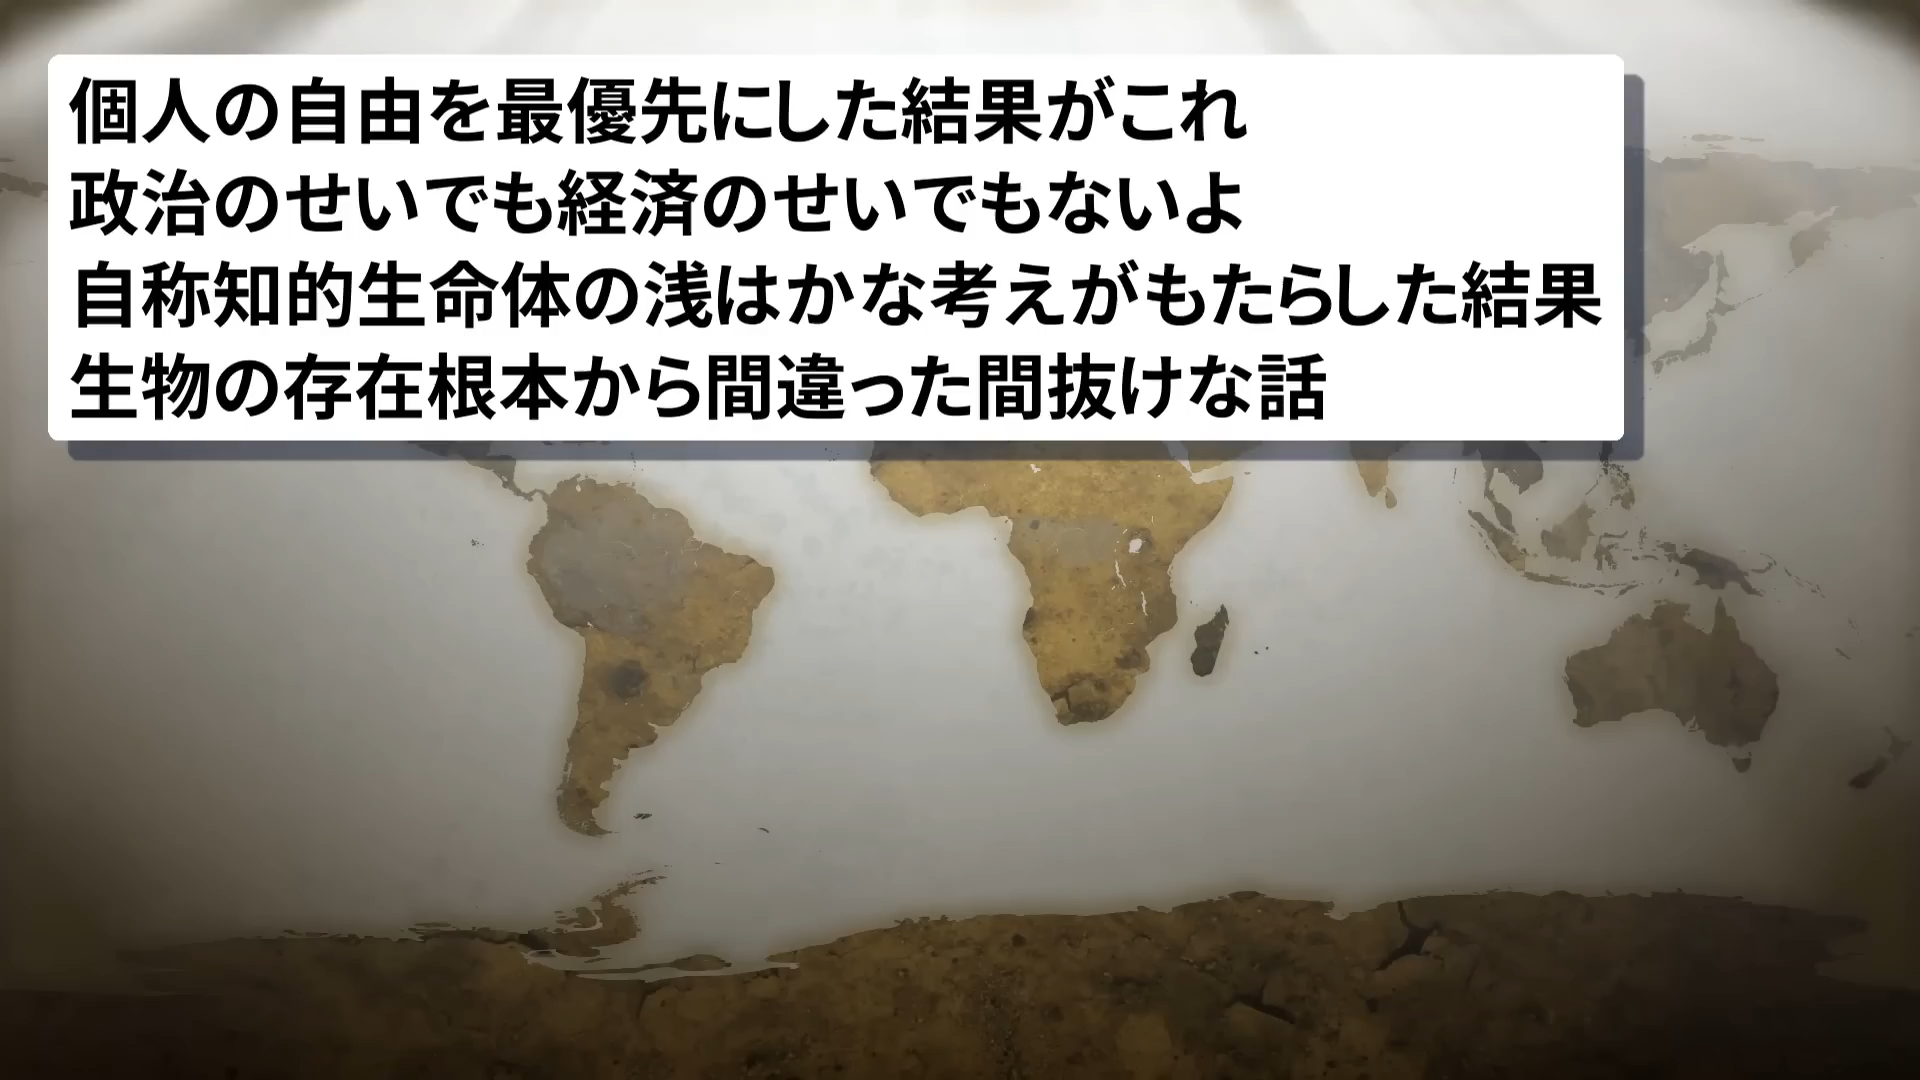 個人の自由を最優先にした結果がこれ
政治のせいでも経済のせいでもないよ
自称知的生命体の浅はかな考えがもたらした結果
生物の存在根本から間違った間抜けな話